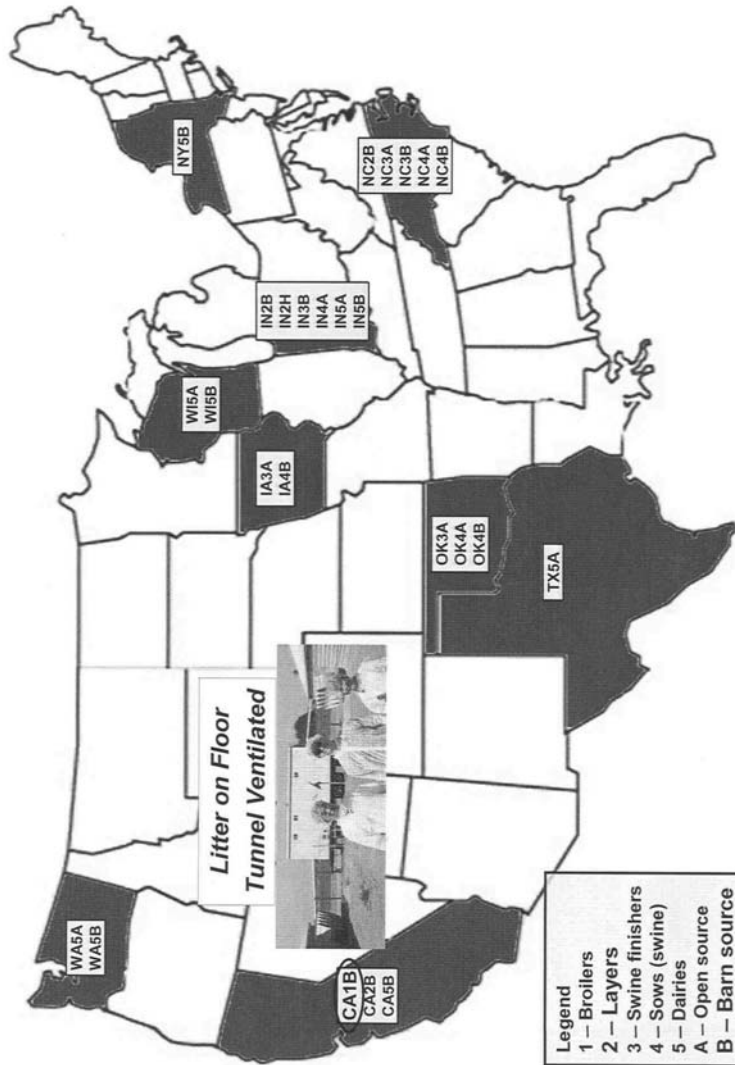 WA5A
WA5B
CA1B
CA2B
CA5B
Litter on Floor
Tunnel Ventilated
WI5A
WI5B
IA3A
IA4B
OK3A
OK4A
OK4B
TX5A
IN2B
IN2H
IN3B
IN4A
IN5A
IN5B
NY5B
NC2B
NC3A
NC3B
NC4A
NC4B
Legend
1 – Broilers
2 – Layers
3 – Swine finishers
4 – Sows (swine)
5 – Dairies
A – Open source
B – Barn source